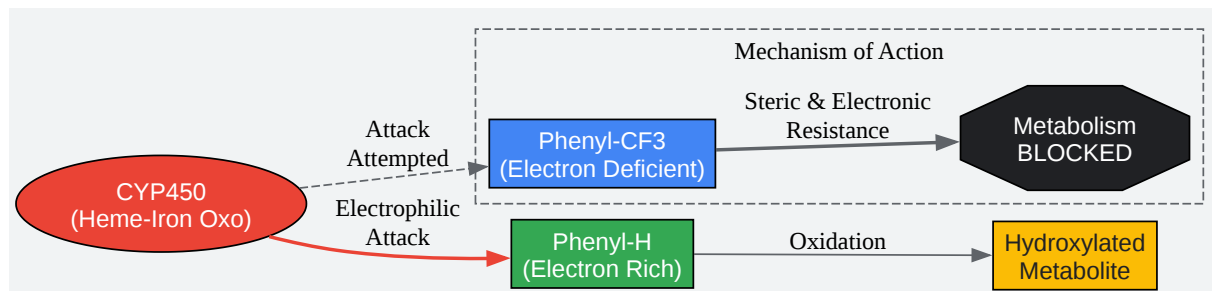 Mechanism of Action
Attack
Attempted
Phenyl-CF3
(Electron Deficient)
Steric & Electronic
Resistance
Metabolism
BLOCKED
CYP450
(Heme-Iron Oxo)
Electrophilic
Attack
Phenyl-H
(Electron Rich)
Oxidation
Hydroxylated
Metabolite